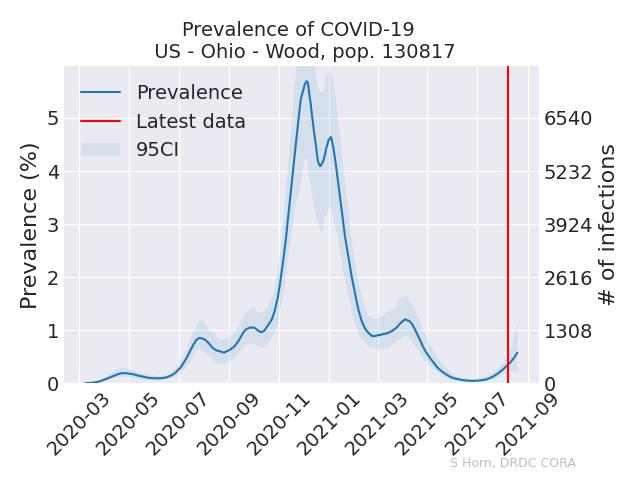 Prevalence of COVID-19
US - Ohio - Wood, pop. 130817
Prevalence
Latest data
95CI
Prevalence (%)
5
4
3
2
1
0
6540
5232
3924
2616
1308
0
# of infections
2020-03
2020-05
2020-07
2020-09
2020-11
2021-01
2021-03
2021-05
2021-07
2021-09
S Horn, DRDC CORA